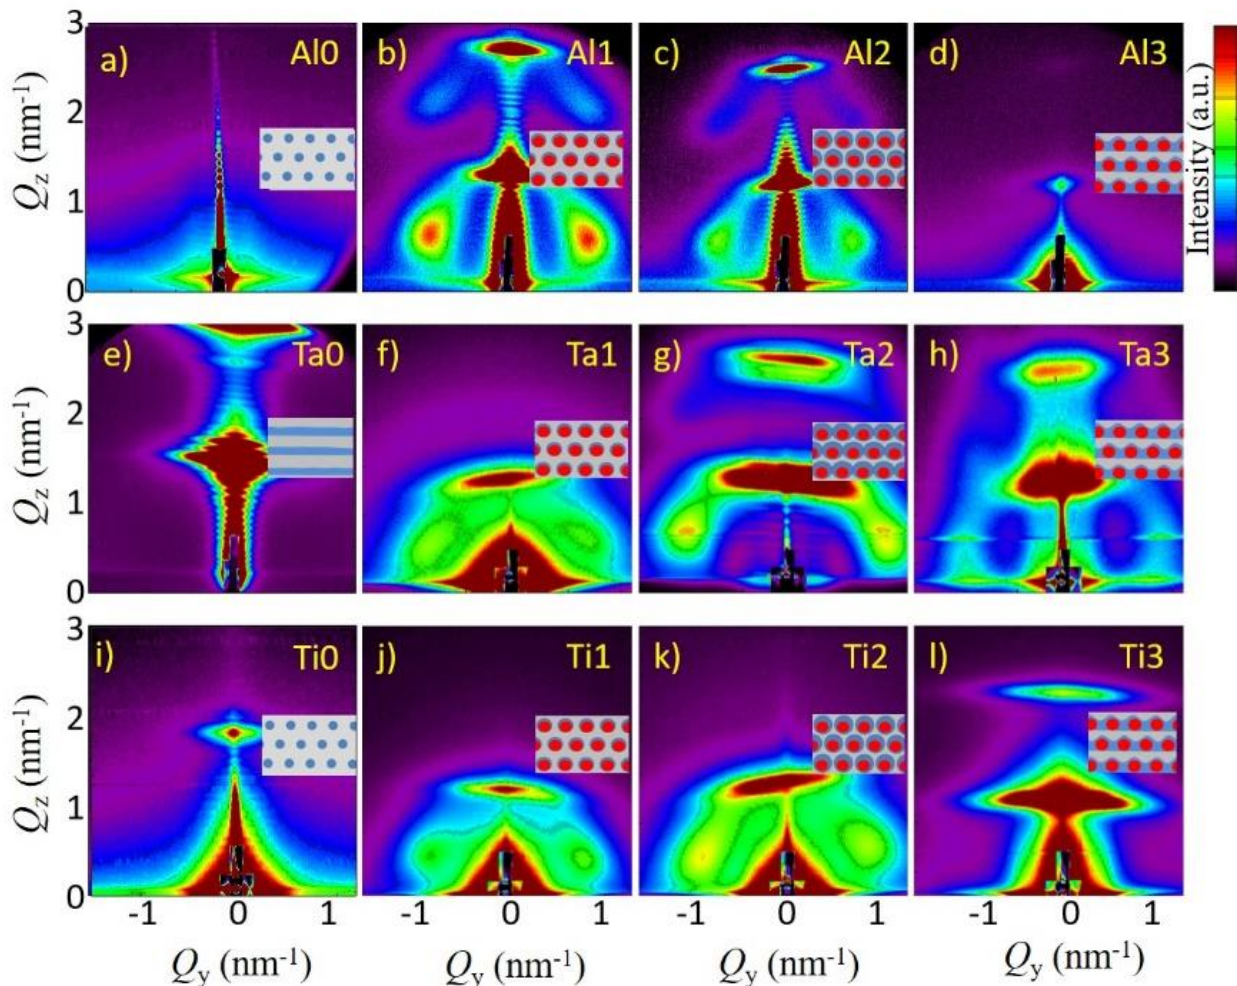 3
a) Al0
b) Al1
c) Al2
d) Al3
2
1
0
Qz (nm-1)
Intensity (a.u.)
3
e) Ta0
f) Ta1
g) Ta2
h) Ta3
2
1
0
Qz (nm-1)
3
i) Ti0
j) Ti1
k) Ti2
l) Ti3
2
1
0
Qz (nm-1)
-1 0 1
-1 0 1
-1 0 1
-1 0 1
Qy (nm-1)
Qy (nm-1)
Qy (nm-1)
Qy (nm-1)